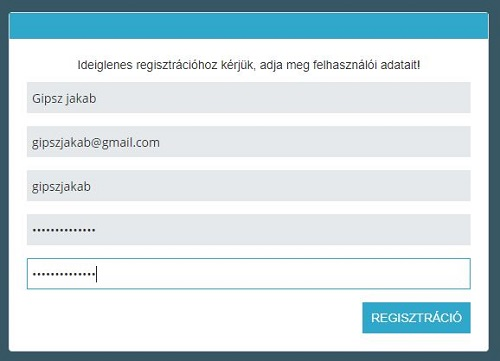 Ideiglenes regisztrációhoz kérjük, adja meg felhasználói adatait!
Gipsz jakab
gipszjakab@gmail.com
gipszjakab
••••••••••••••
••••••••••••••
REGISZTRÁCIÓ